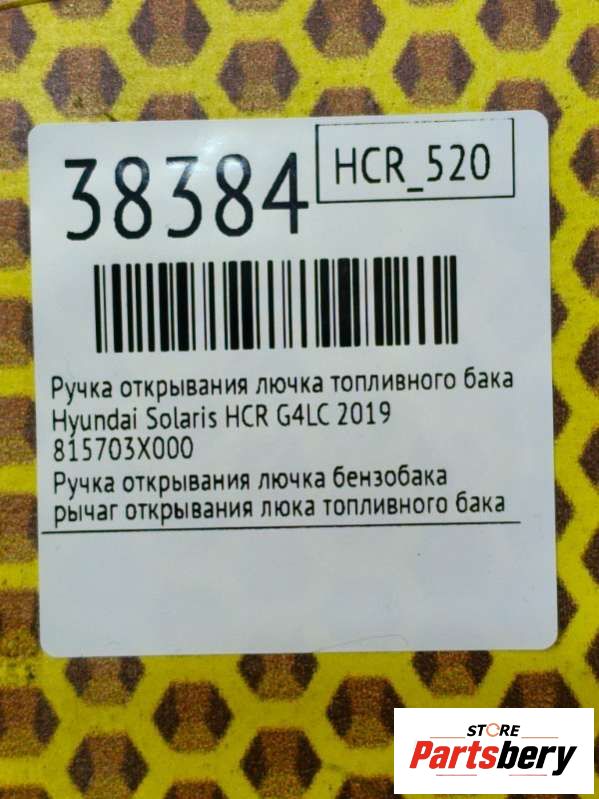 38384
HCR_520
Ручка открывания лючка топливного бака
Hyundai Solaris HCR G4LC 2019
815703X000
Ручка открывания лючка бензобака
рычаг открывания люка топливного бака
STORE
Partsbery